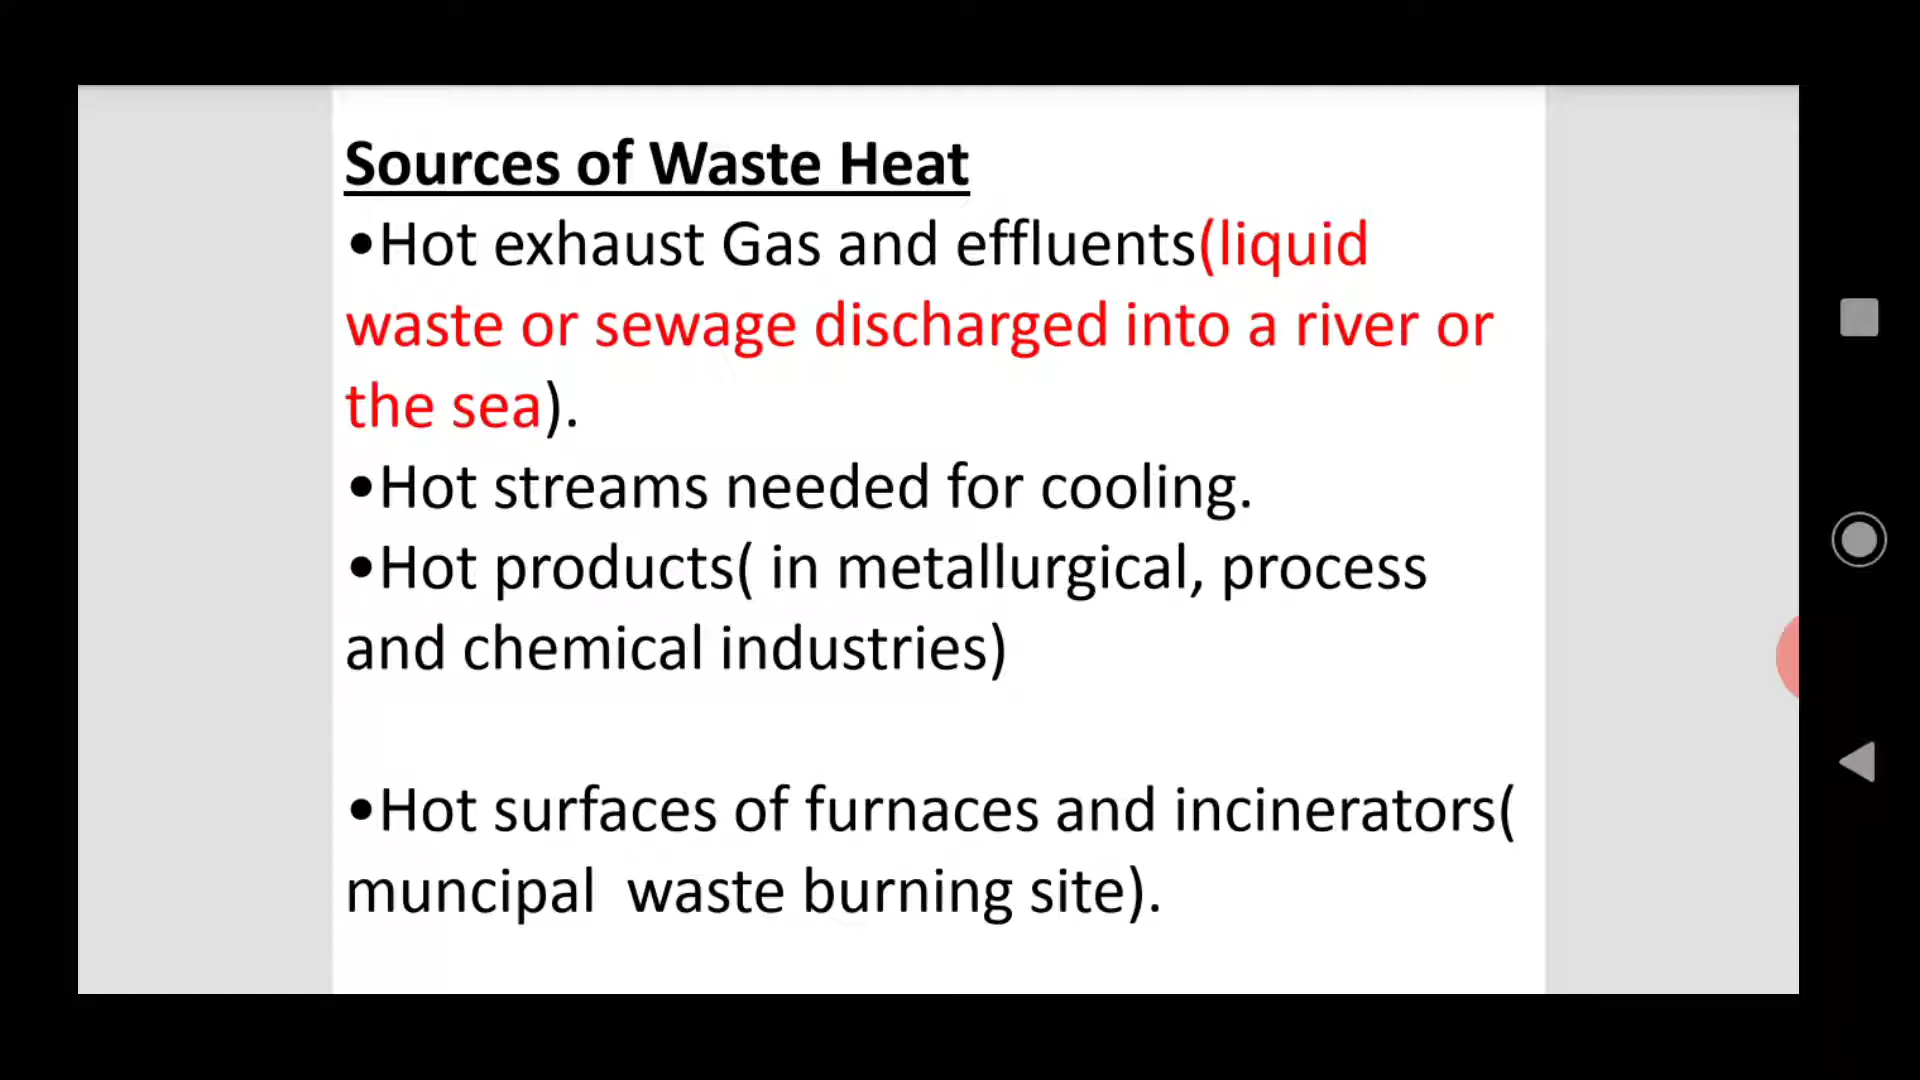 Sources of Waste Heat
•Hot exhaust Gas and effluents(liquid
waste or sewage discharged into a river or
the sea).
•Hot streams needed for cooling.
•Hot products( in metallurgical, process
and chemical industries)
•Hot surfaces of furnaces and incinerators(
muncipal  waste burning site).